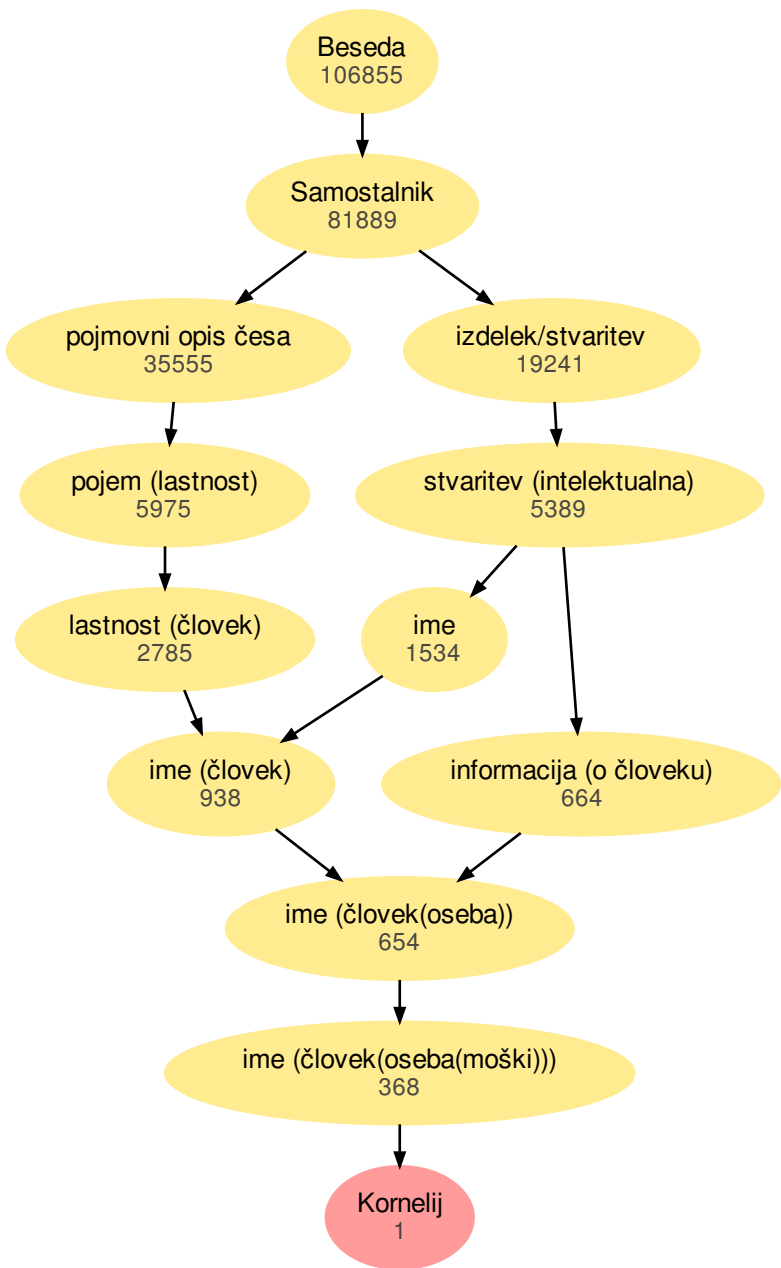 Beseda
106855
Samostalnik
81889
pojmovni opis česa
35555
izdelek/stvaritev
19241
pojem (lastnost)
5975
stvaritev (intelektualna)
5389
lastnost (človek)
2785
ime
1534
ime (človek)
938
informacija (o človeku)
664
ime (človek(oseba))
654
ime (človek(oseba(moški)))
368
Kornelij
1